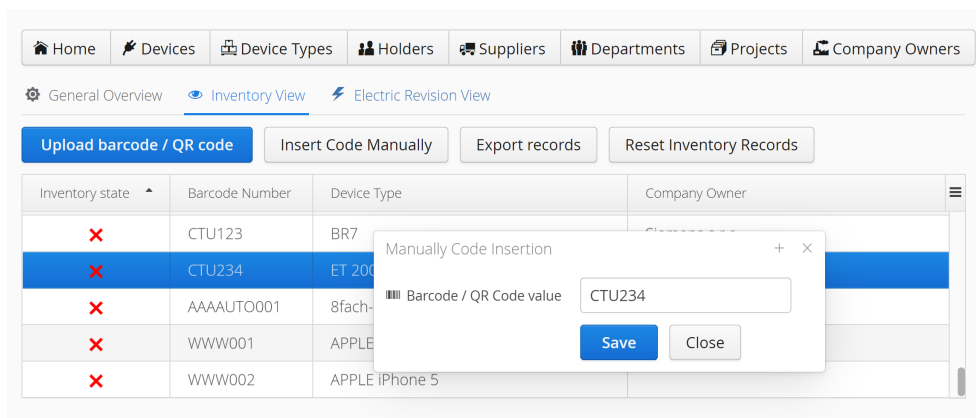 Home Devices Device Types Holders Suppliers Departments Projects Company Owners
General Overview Inventory View Electric Revision View
Upload barcode / QR code Insert Code Manually Export records Reset Inventory Records
Inventory state Barcode Number Device Type Company Owner
CTU123 BR7
Manually Code Insertion
CTU234 ET 200
Barcode / QR Code value CTU234
AAAAUTO001 8fach-
WWW001 APPLE
Save Close
WWW002 APPLE iPhone 5